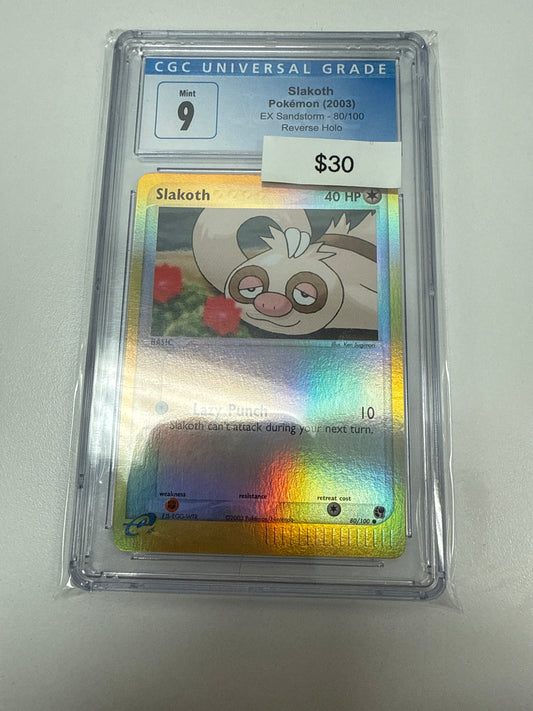 CGC UNIVERSAL GRADE
Mint
9
Slakoth
Pokémon (2003)
EX Sandstorm - 80/100
Reverse Holo
$30
Slakoth
40 HP
BASIC
Illus. Ken Sugimori
Lazy Punch 10
Slakoth can't attack during your next turn.
weakness
resistance
retreat cost
©2003 Pokémon/Nintendo
80/100